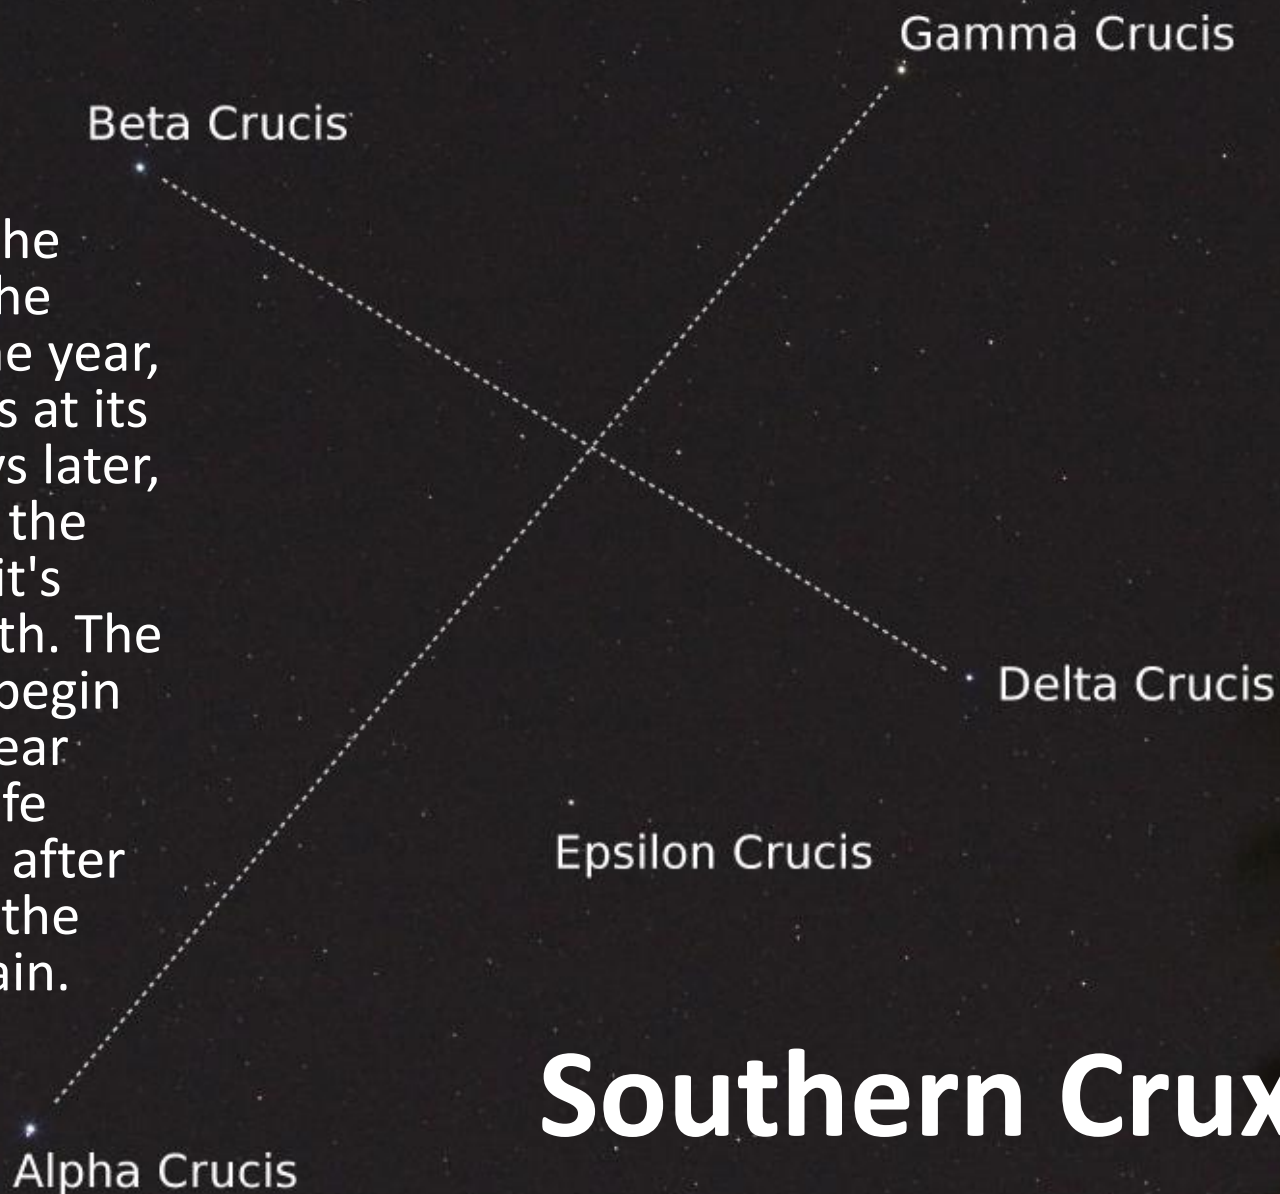 Gamma Crucis
Beta Crucis
he
he
e year,
s at its
s later,
the
it's
th. The
begin
ear
fe
after
the
ain.
Delta Crucis
Epsilon Crucis
Southern Crux
Alpha Crucis